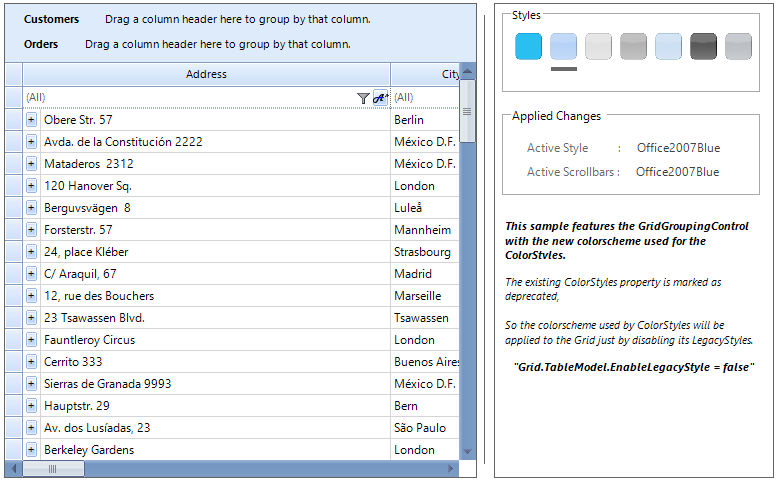 Customers Drag a column header here to group by that column.
Orders Drag a column header here to group by that column.
Address City
(All) (All)
+ Obere Str. 57 Berlin
+ Avda. de la Constitución 2222 México D.F.
+ Mataderos 2312 México D.F.
+ 120 Hanover Sq. London
+ Berguvsvägen 8 Luleå
+ Forsterstr. 57 Mannheim
+ 24, place Kléber Strasbourg
+ C/ Araquil, 67 Madrid
+ 12, rue des Bouchers Marseille
+ 23 Tsawassen Blvd. Tsawassen
+ Fauntleroy Circus London
+ Cerrito 333 Buenos Aires
+ Sierras de Granada 9993 México D.F.
+ Hauptstr. 29 Bern
+ Av. dos Lusíadas, 23 São Paulo
+ Berkeley Gardens London
Styles
Applied Changes
Active Style : Office2007Blue
Active Scrollbars : Office2007Blue
This sample features the GridGroupingControl
with the new colorscheme used for the
ColorStyles.
The existing ColorStyles property is marked as
deprecated,
So the colorscheme used by ColorStyles will be
applied to the Grid just by disabling its LegacyStyles.
"Grid.TableModel.EnableLegacyStyle = false"